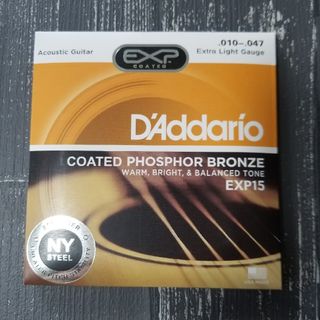 Acoustic Guitar
EXP
COATED
.010–.047
Extra Light Gauge
D'Addario
COATED PHOSPHOR BRONZE
WARM, BRIGHT, & BALANCED TONE
EXP15
NY
STEEL